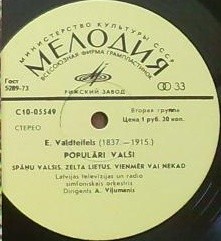 МИНИСТЕРСТВО КУЛЬТУРЫ СССР
МЕЛОДИЯ
ВСЕСОЮЗНАЯ ФИРМА ГРАМПЛАСТИНОК
Гост
5289-73
РИЖСКИЙ ЗАВОД
33
С10-05549
СТЕРЕО
Вторая группа
Цена 1 руб. 30 коп.
E. Valdteifels (1837.—1915.)
POPULĀRI VALSI
SPĀŅU VALSIS, ZELTA LIETUS, VIENMĒR VAI NEKAD
Latvijas televīzijas un radio
simfoniskais orķestris
Diriģents A. Viļumanis